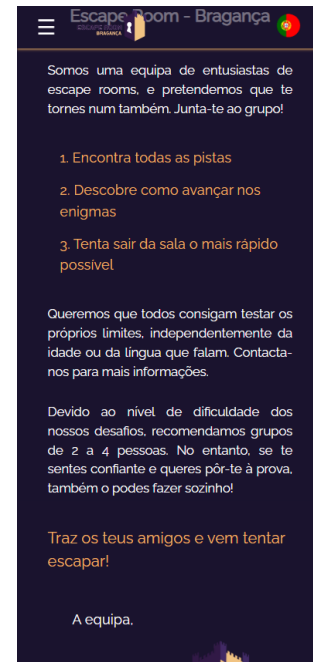 Escape Room - Bragança
ESCAPE ROOM
BRAGANÇA
Somos uma equipa de entusiastas de
escape rooms, e pretendemos que te
tornes num também. Junta-te ao grupo!
1. Encontra todas as pistas
2. Descobre como avançar nos
enigmas
3. Tenta sair da sala o mais rápido
possível
Queremos que todos consigam testar os
próprios limites, independentemente da
idade ou da língua que falam. Contacta-
nos para mais informações.
Devido ao nível de dificuldade dos
nossos desafios, recomendamos grupos
de 2 a 4 pessoas. No entanto, se te
sentes confiante e queres pôr-te à prova,
também o podes fazer sozinho!
Traz os teus amigos e vem tentar
escapar!
A equipa,